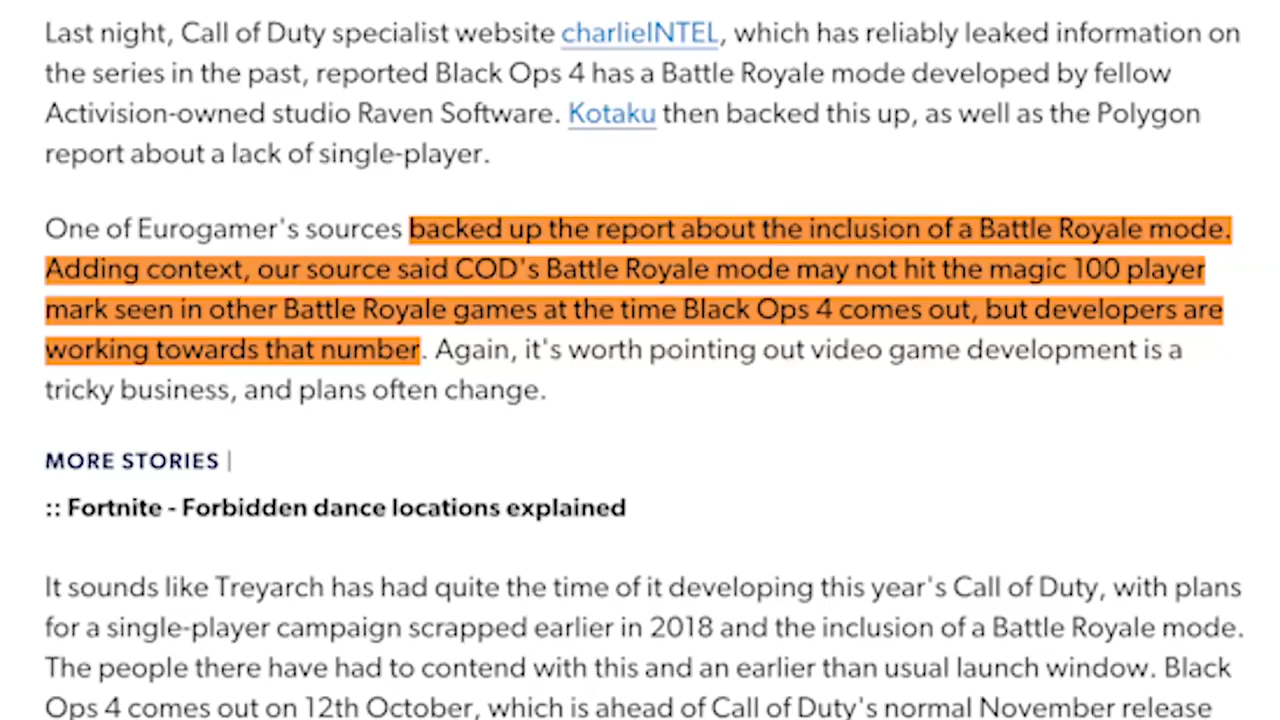 Last night, Call of Duty specialist website charlieINTEL, which has reliably leaked information on
the series in the past, reported Black Ops 4 has a Battle Royale mode developed by fellow
Activision-owned studio Raven Software. Kotaku then backed this up, as well as the Polygon
report about a lack of single-player.
One of Eurogamer's sources backed up the report about the inclusion of a Battle Royale mode.
Adding context, our source said COD's Battle Royale mode may not hit the magic 100 player
mark seen in other Battle Royale games at the time Black Ops 4 comes out, but developers are
working towards that number. Again, it's worth pointing out video game development is a
tricky business, and plans often change.
MORE STORIES |
:: Fortnite - Forbidden dance locations explained
It sounds like Treyarch has had quite the time of it developing this year's Call of Duty, with plans
for a single-player campaign scrapped earlier in 2018 and the inclusion of a Battle Royale mode.
The people there have had to contend with this and an earlier than usual launch window. Black
Ops 4 comes out on 12th October, which is ahead of Call of Duty's normal November release